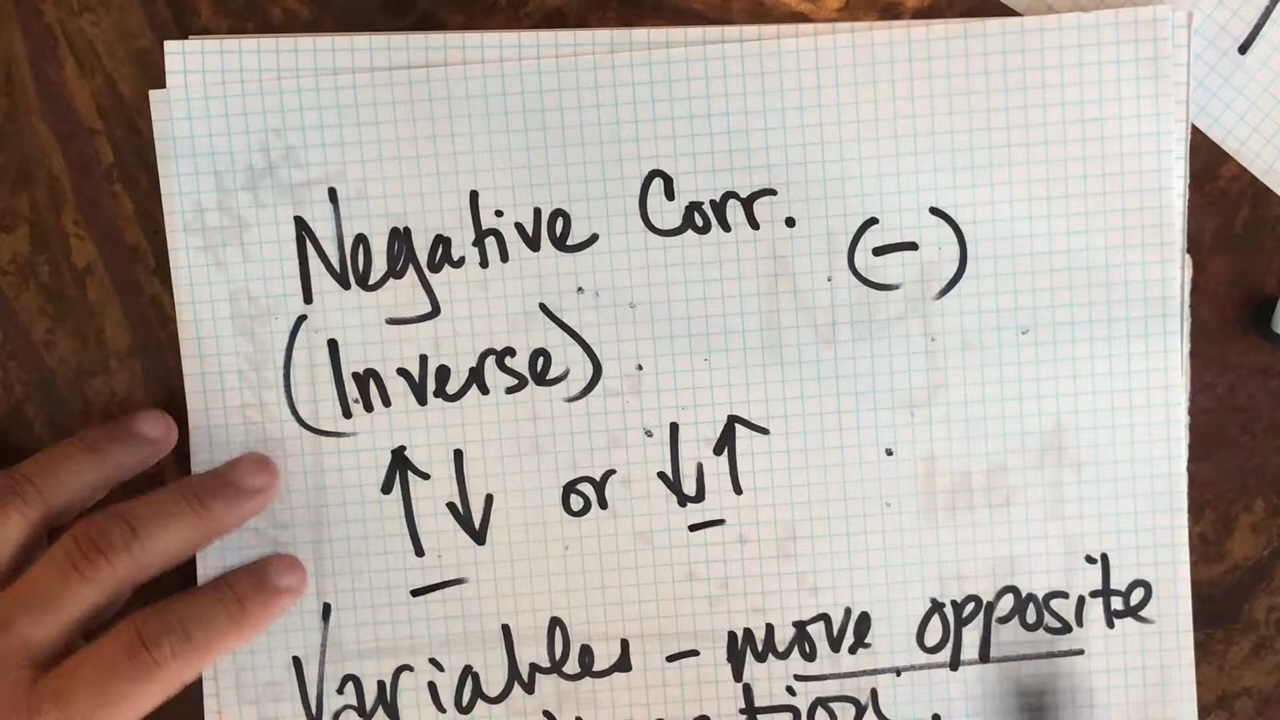 Negative Corr. (-)
(Inverse)
↑↓ or ↓↑
Variables - move opposite